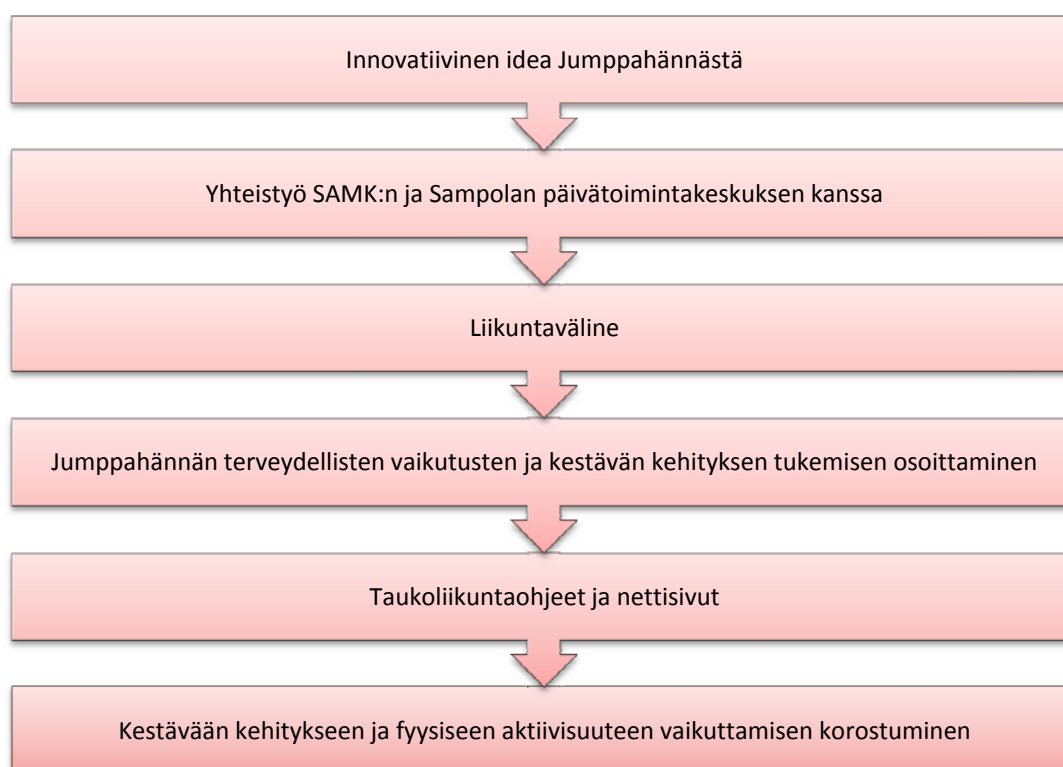 Innovatiivinen idea Jumppahännästä
Yhteistyö SAMK:n ja Sampolan päivätoimintakeskuksen kanssa
Liikuntaväline
Jumppahännän terveydellisten vaikutusten ja kestävän kehityksen tukemisen osoittaminen
Taukoliikuntaohjeet ja nettisivut
Kestävään kehitykseen ja fyysiseen aktiivisuuteen vaikuttamisen korostuminen